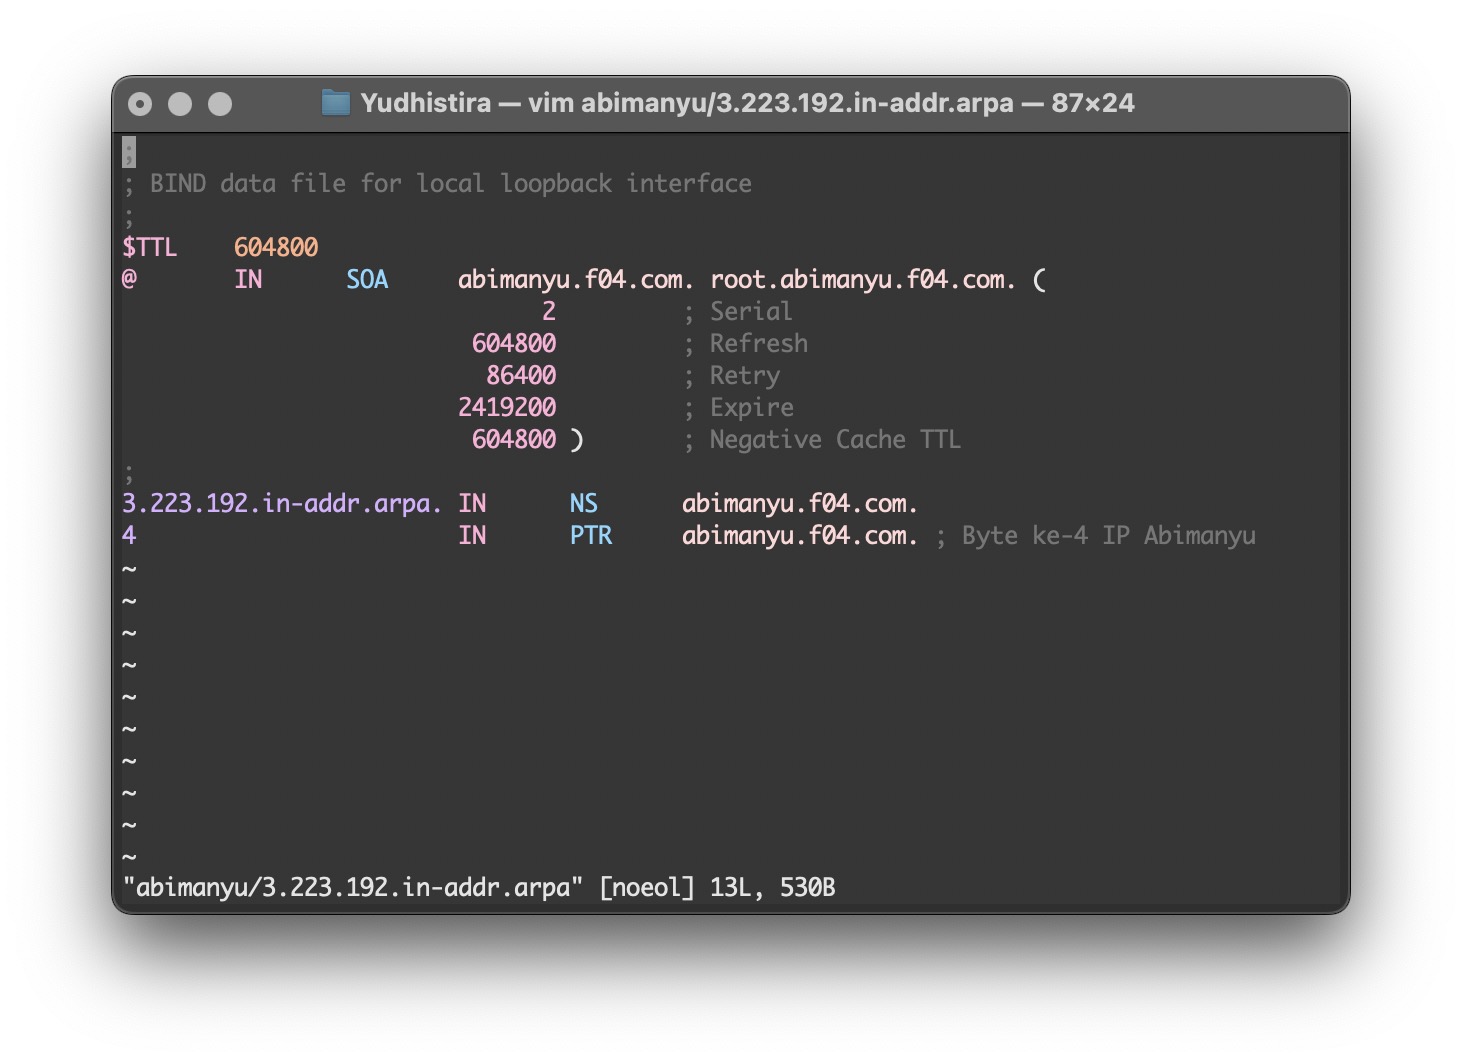 Yudhistira — vim abimanyu/3.223.192.in-addr.arpa — 87×24
;
; BIND data file for local loopback interface
;
$TTL    604800
@       IN      SOA     abimanyu.f04.com. root.abimanyu.f04.com. (
                              2         ; Serial
                         604800         ; Refresh
                          86400         ; Retry
                        2419200         ; Expire
                         604800 )       ; Negative Cache TTL
;
3.223.192.in-addr.arpa. IN      NS      abimanyu.f04.com.
4                       IN      PTR     abimanyu.f04.com. ; Byte ke-4 IP Abimanyu
~
~
~
~
~
~
~
~
~
~
"abimanyu/3.223.192.in-addr.arpa" [noeol] 13L, 530B